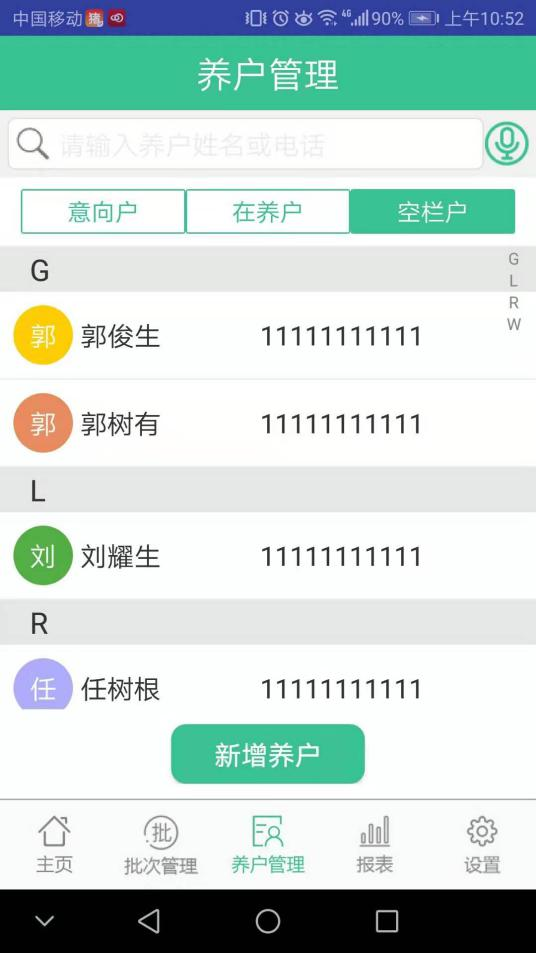 中国移动 猪 4G 90% 上午10:52
养户管理
请输入养户姓名或电话
意向户 在养户 空栏户
G
G
L
R
W
郭 郭俊生 11111111111
郭 郭树有 11111111111
L
刘 刘耀生 11111111111
R
任 任树根 11111111111
新增养户
批
主页 批次管理 养户管理 报表 设置